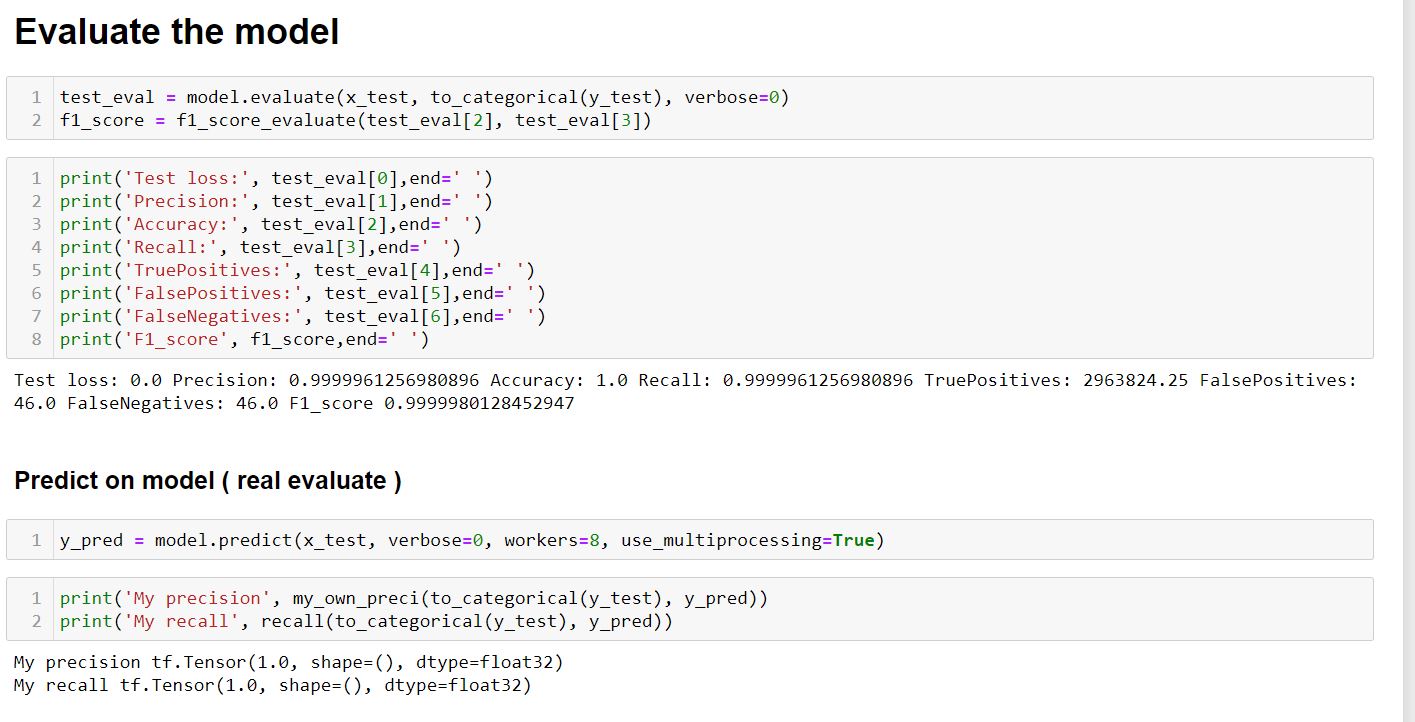 Evaluate the model
1 test_eval = model.evaluate(x_test, to_categorical(y_test), verbose=0)
2 f1_score = f1_score_evaluate(test_eval[2], test_eval[3])
1 print('Test loss:', test_eval[0],end=' ')
2 print('Precision:', test_eval[1],end=' ')
3 print('Accuracy:', test_eval[2],end=' ')
4 print('Recall:', test_eval[3],end=' ')
5 print('TruePositives:', test_eval[4],end=' ')
6 print('FalsePositives:', test_eval[5],end=' ')
7 print('FalseNegatives:', test_eval[6],end=' ')
8 print('F1_score', f1_score,end=' ')
Test loss: 0.0 Precision: 0.9999961256980896 Accuracy: 1.0 Recall: 0.9999961256980896 TruePositives: 2963824.25 FalsePositives:
46.0 FalseNegatives: 46.0 F1_score 0.9999980128452947
Predict on model ( real evaluate )
1 y_pred = model.predict(x_test, verbose=0, workers=8, use_multiprocessing=True)
1 print('My precision', my_own_preci(to_categorical(y_test), y_pred))
2 print('My recall', recall(to_categorical(y_test), y_pred))
My precision tf.Tensor(1.0, shape=(), dtype=float32)
My recall tf.Tensor(1.0, shape=(), dtype=float32)